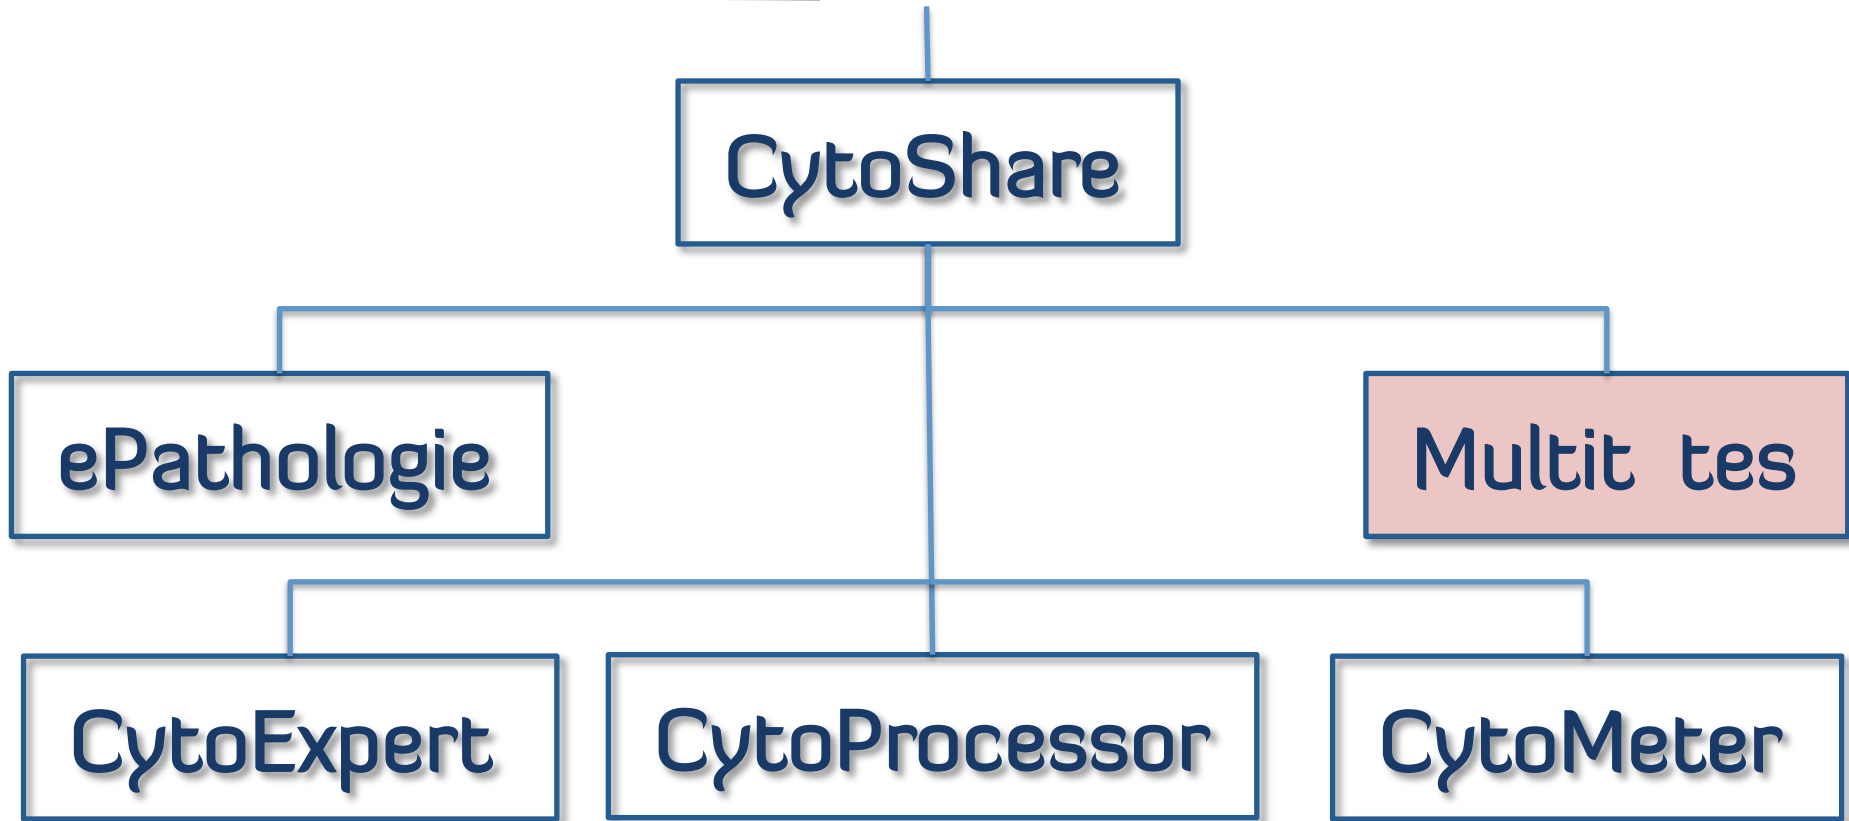 CytoShare
ePathologie
Multit tes
CytoExpert
CytoProcessor
CytoMeter